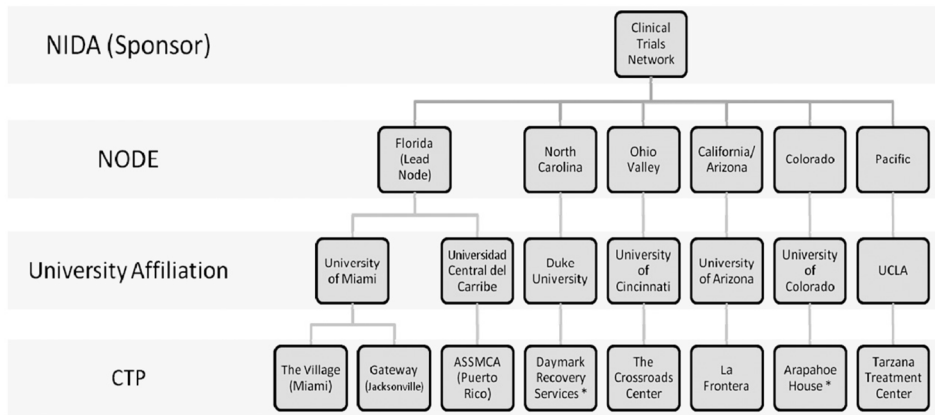 NIDA (Sponsor)
Clinical
Trials
Network
NODE
Florida
(Lead
Node)
North
Carolina
Ohio
Valley
California/
Arizona
Colorado
Pacific
University Affiliation
University
of Miami
Universidad
Central del
Carribe
Duke
University
University
of
Cincinnati
University
of Arizona
University
of
Colorado
UCLA
CTP
The Village
(Miami)
Gateway
(Jacksonville)
ASSMCA
(Puerto
Rico)
Daymark
Recovery
Services *
The
Crossroads
Center
La
Frontera
Arapahoe
House *
Tarzana
Treatment
Center